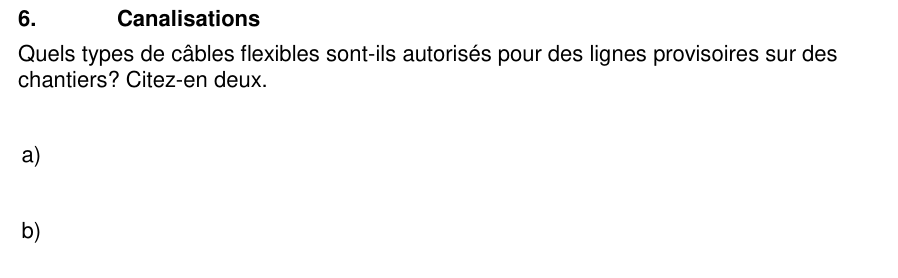 6. Canalisations
Quels types de câbles flexibles sont-ils autorisés pour des lignes provisoires sur des
chantiers? Citez-en deux.
a)
b)